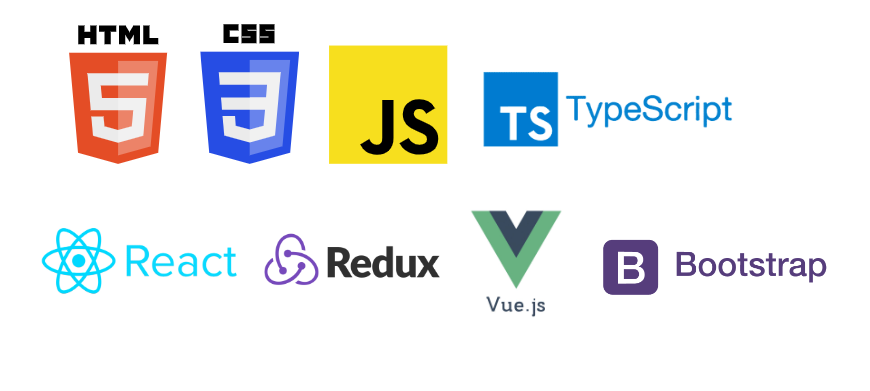 HTML
5
CSS
3
JS
TS TypeScript
React
Redux
Vue.js
B Bootstrap